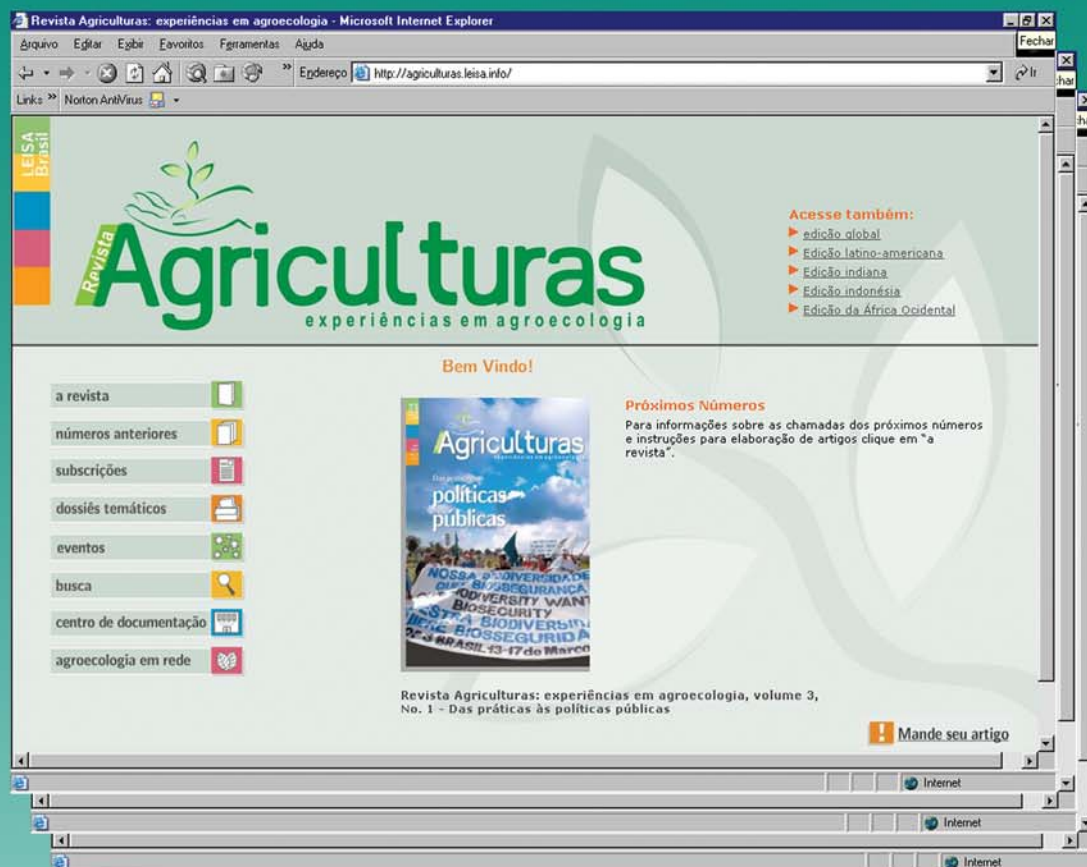 Revista Agriculturas: experiências em agroecologia - Microsoft Internet Explorer
Arquivo Editar Exibir Favoritos Ferramentas Ajuda
Fechar
Endereço http://agriculturas.leisa.info/
Ir
Links Norton AntiVirus
LEISA
Brasil
Revista
Agriculturas
experiências em agroecologia
Acesse também:
edição global
Edição latino-americana
Edição indiana
Edição indonésia
Edição da África Ocidental
Bem Vindo!
a revista
números anteriores
subscrições
dossiês temáticos
eventos
busca
centro de documentação
agroecologia em rede
Agriculturas
políticas
públicas
NOSSA BIODIVERSIDADE
QUER BIOSSEGURANÇA
BIODIVERSITY WANT
BIOSECURITY
BIODIVERSID
BIOSSEGURIDA
BRASIL 13-17 de Março
Próximos Números
Para informações sobre as chamadas dos próximos números
e instruções para elaboração de artigos clique em "a
revista".
Revista Agriculturas: experiências em agroecologia, volume 3,
No. 1 - Das práticas às políticas públicas
Mande seu artigo
Internet
Internet
Internet